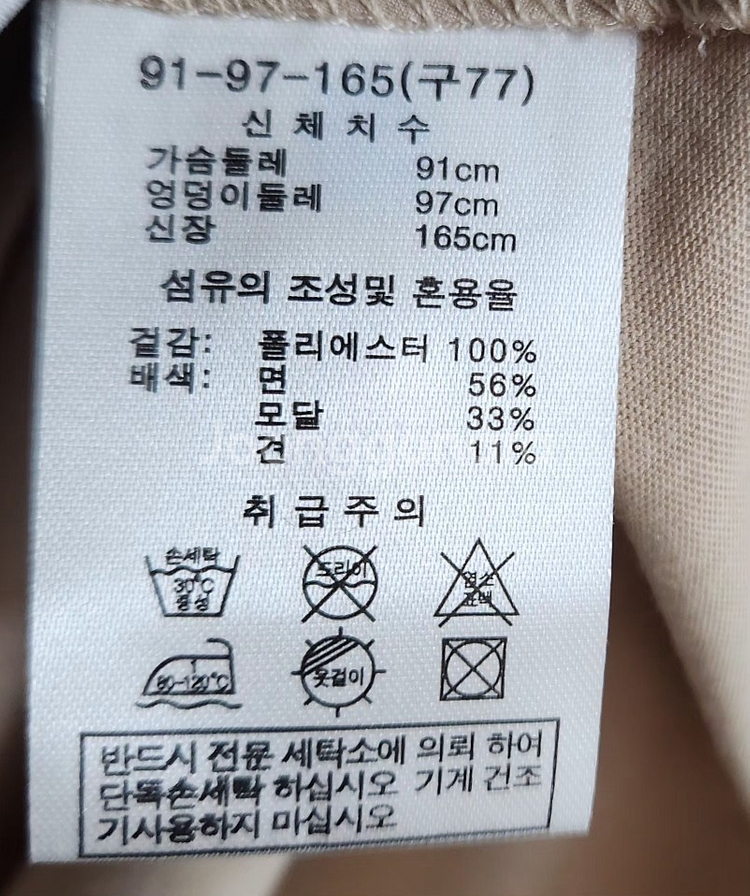 91-97-165(구77)
신 체 치 수
가슴둘레 91cm
엉덩이둘레 97cm
신장 165cm
섬유의 조성및 혼용율
겉감: 폴리에스터 100%
배색: 면 56%
모달 33%
견 11%
취 급 주 의
손세탁
30℃
중성
드라이
염소
표백
80-120℃
옷걸이
반드시 전문 세탁소에 의뢰 하여
단독손세탁 하십시오 기계 건조
기사용하지 마십시오